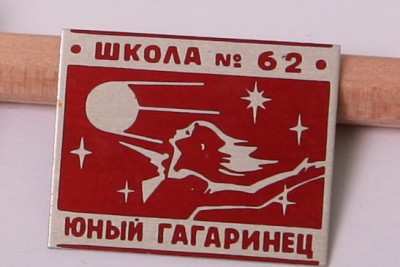 • ШКОЛА № 62 •
ЮНЫЙ ГАГАРИНЕЦ